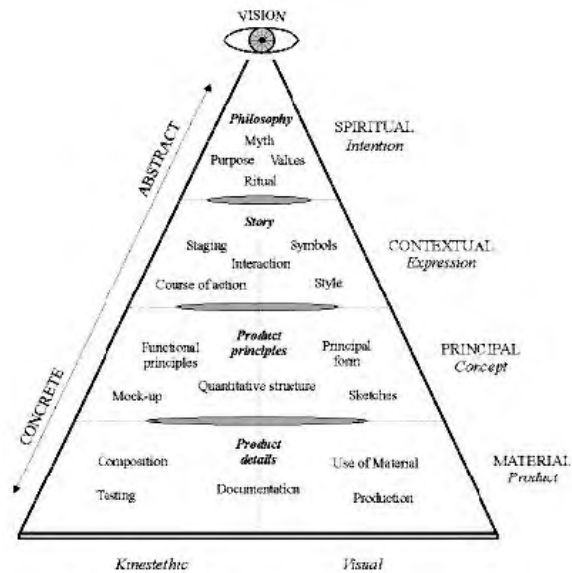 VISION
Philosophy
Myth
Purpose Values
Ritual
SPIRITUAL
Intention
ABSTRACT
Story
Staging Symbols
Interaction
Course of action Style
CONTEXTUAL
Expression
Product
principles
Functional
principles
Principal
form
Quantitative structure
Mock-up Sketches
PRINCIPAL
Concept
CONCRETE
Product
details
Composition Use of Material
Testing Documentation Production
MATERIAL
Product
Kinestethic Visual